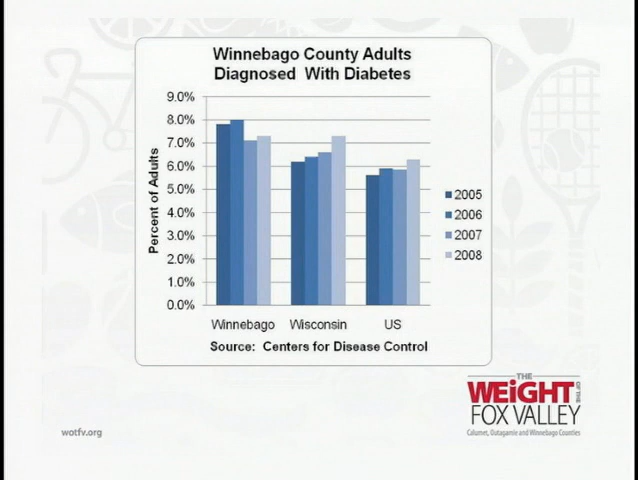 Winnebago County Adults
Diagnosed With Diabetes
9.0%
8.0%
7.0%
6.0%
5.0%
4.0%
3.0%
2.0%
1.0%
0.0%
Percent of Adults
2005
2006
2007
2008
Winnebago Wisconsin US
Source: Centers for Disease Control
THE
WEiGHT OF THE
FOX VALLEY
Calumet, Outagamie and Winnebago Counties
wotfv.org